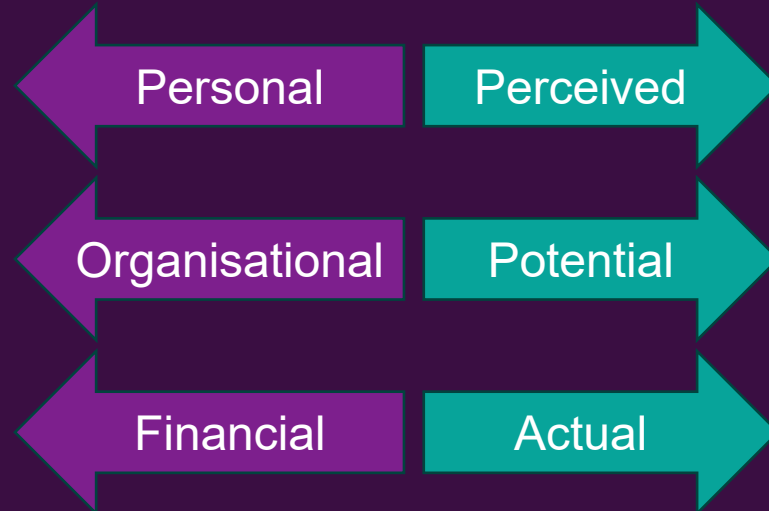 Personal
Perceived
Organisational
Potential
Financial
Actual